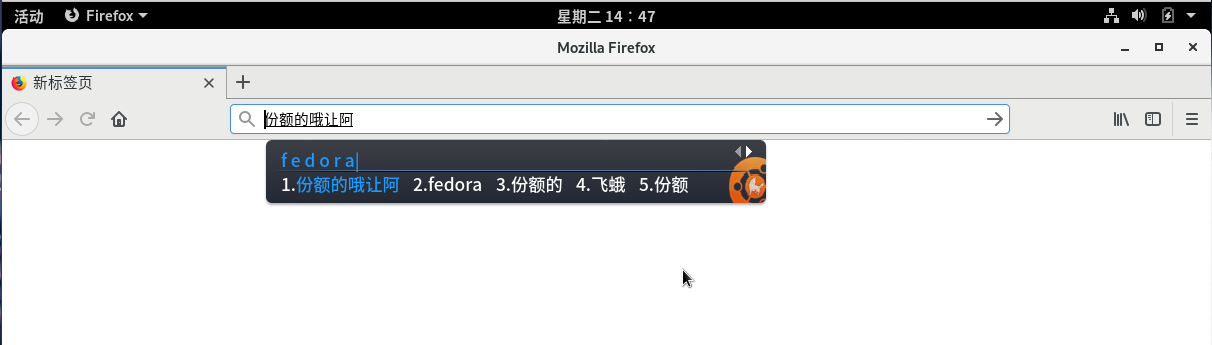 活动 Firefox 星期二 14：47
Mozilla Firefox
新标签页
份额的哦让阿
fedora
1.份额的哦让阿 2.fedora 3.份额的 4.飞蛾 5.份额